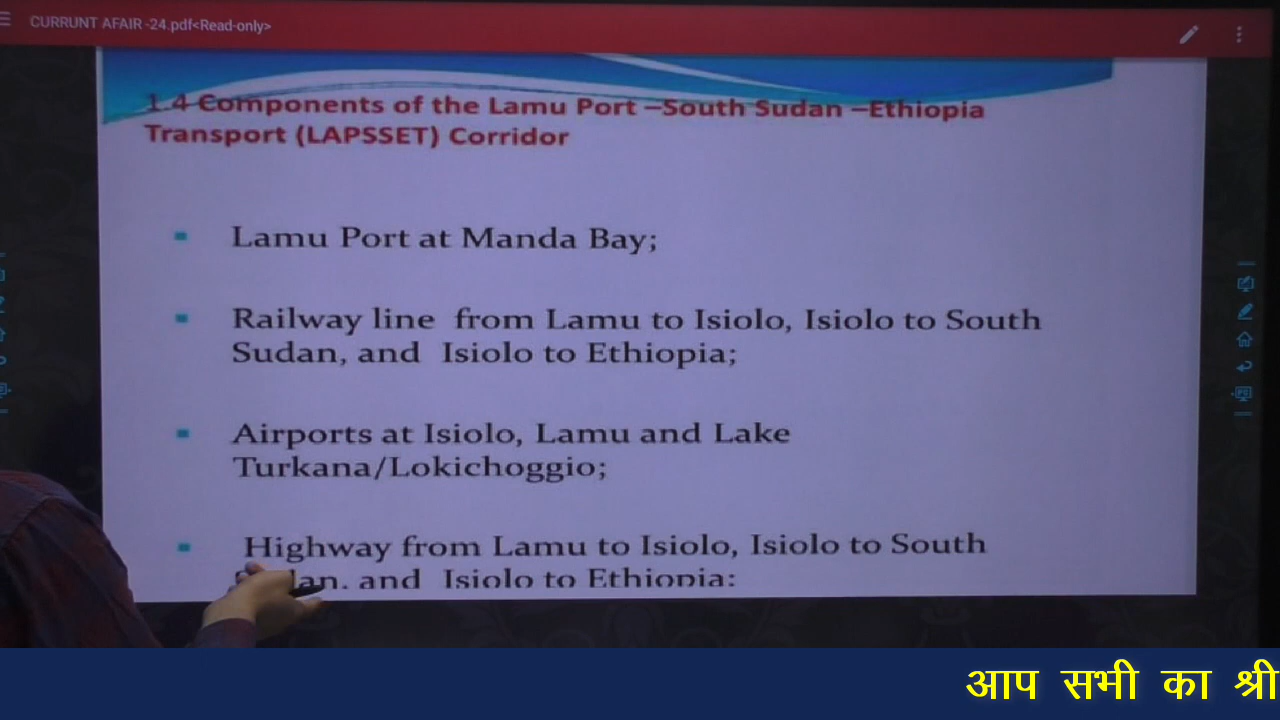 CURRUNT AFAIR -24.pdf<Read-only>
1.4 Components of the Lamu Port –South Sudan –Ethiopia
Transport (LAPSSET) Corridor
Lamu Port at Manda Bay;
Railway line from Lamu to Isiolo, Isiolo to South
Sudan, and Isiolo to Ethiopia;
Airports at Isiolo, Lamu and Lake
Turkana/Lokichoggio;
Highway from Lamu to Isiolo, Isiolo to South
and Isiolo to Ethiopia;
आप सभी का श्री